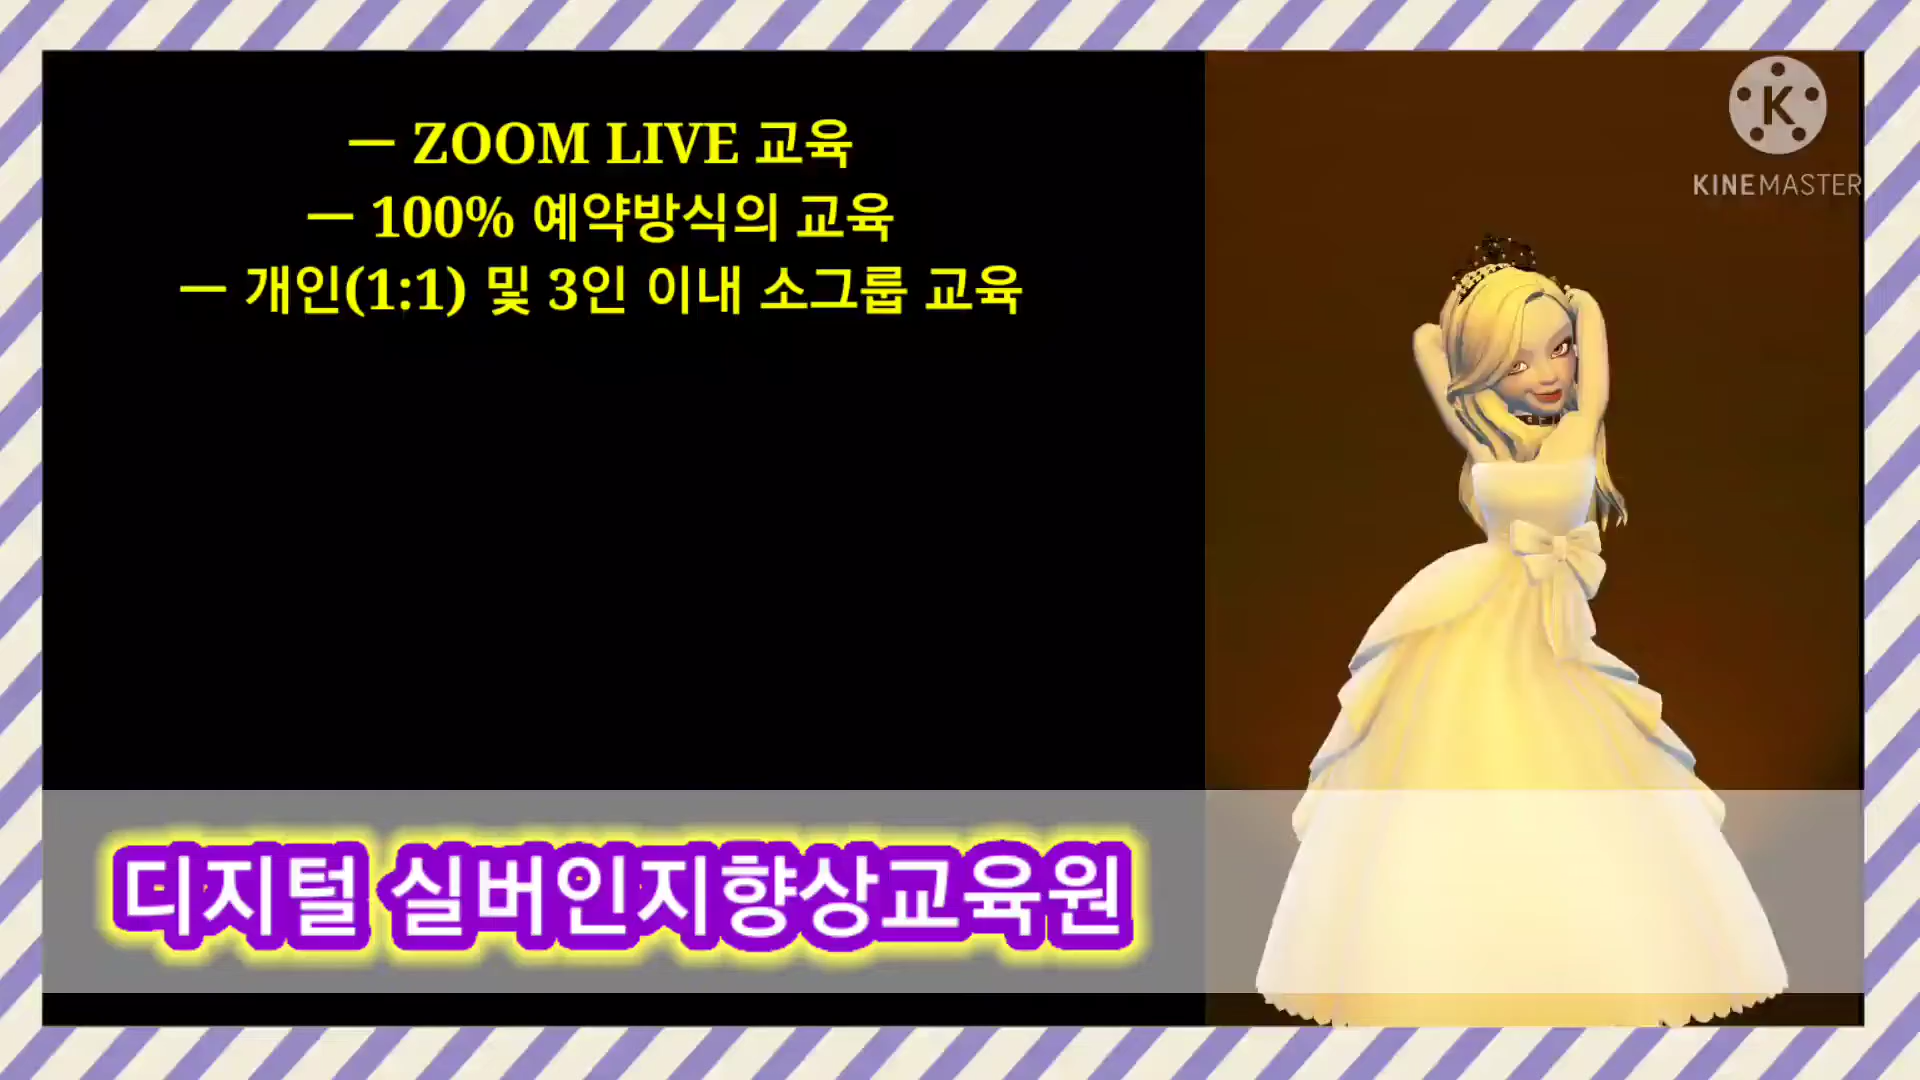 — ZOOM LIVE 교육
— 100% 예약방식의 교육
— 개인(1:1) 및 3인 이내 소그룹 교육
K
KINEMASTER
디지털 실버인지향상교육원